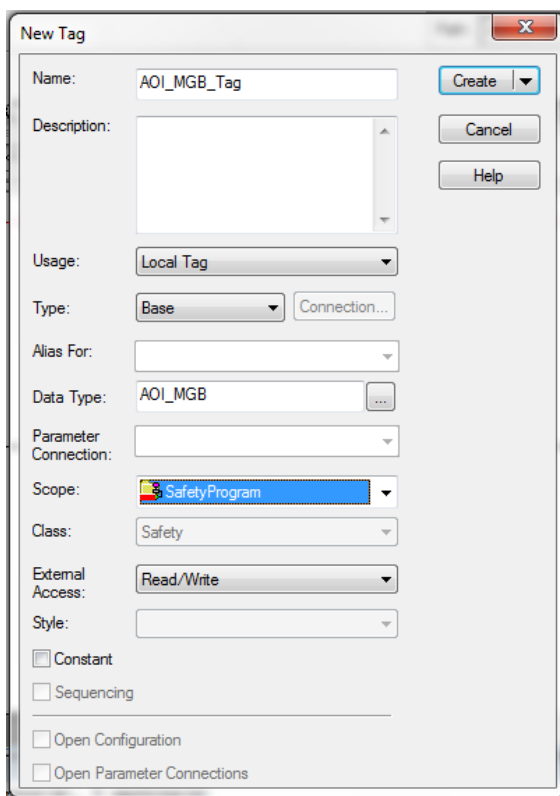 New Tag
Name: AOI_MGB_Tag Create
Description: Cancel
Help
Usage: Local Tag
Type: Base Connection...
Alias For:
Data Type: AOI_MGB ...
Parameter
Connection:
Scope: SafetyProgram
Class: Safety
External
Access: Read/Write
Style:
Constant
Sequencing
Open Configuration
Open Parameter Connections